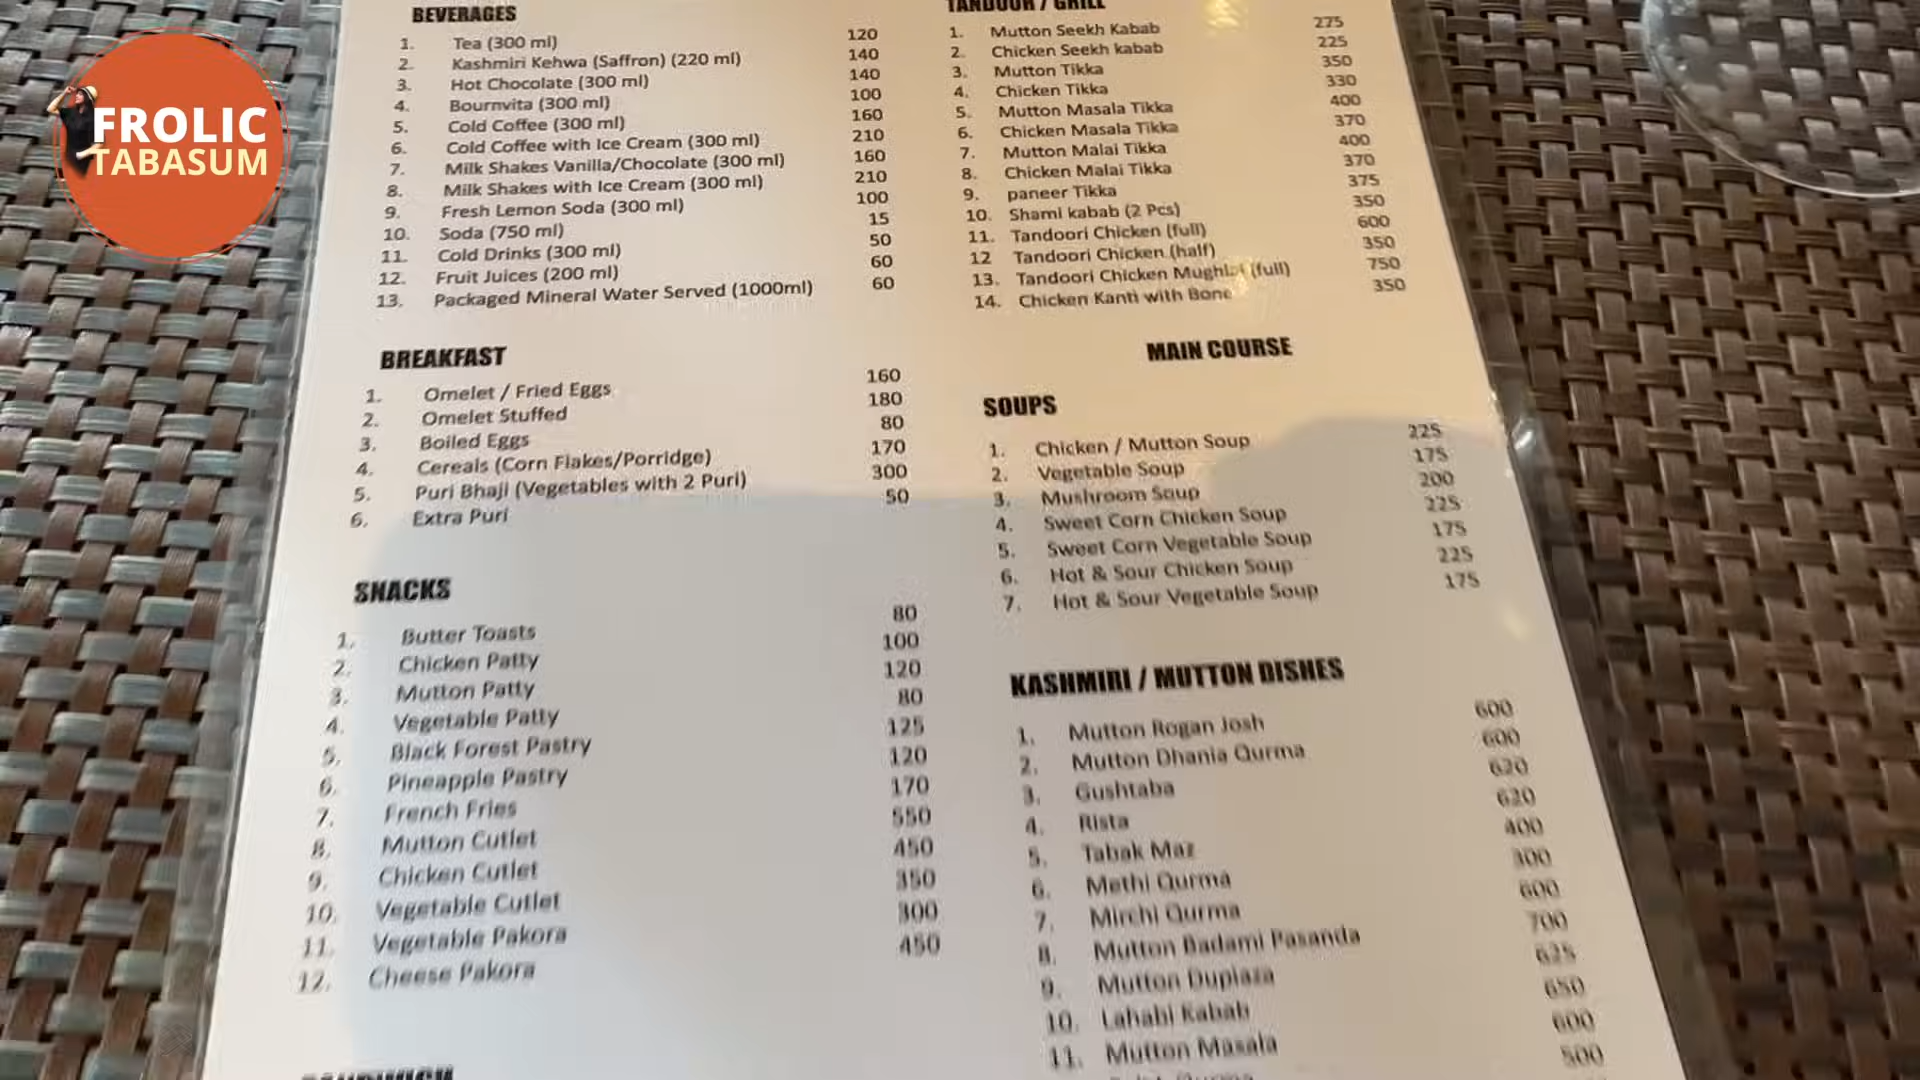 FROLIC
TABASUM
BEVERAGES
1. Tea (300 ml) 120
2. Kashmiri Kehwa (Saffron) (220 ml) 140
3. Hot Chocolate (300 ml) 140
4. Bournvita (300 ml) 100
5. Cold Coffee (300 ml) 160
6. Cold Coffee with Ice Cream (300 ml) 210
7. Milk Shakes Vanilla/Chocolate (300 ml) 160
8. Milk Shakes with Ice Cream (300 ml) 210
9. Fresh Lemon Soda (300 ml) 100
10. Soda (750 ml) 15
11. Cold Drinks (300 ml) 50
12. Fruit Juices (200 ml) 60
13. Packaged Mineral Water Served (1000ml) 60
BREAKFAST
1. Omelet / Fried Eggs 160
2. Omelet Stuffed 180
3. Boiled Eggs 80
4. Cereals (Corn Flakes/Porridge) 170
5. Puri Bhaji (Vegetables with 2 Puri) 300
6. Extra Puri 50
SNACKS
1. Butter Toasts 80
2. Chicken Patty 100
3. Mutton Patty 120
4. Vegetable Patty 80
5. Black Forest Pastry 125
6. Pineapple Pastry 120
7. French Fries 170
8. Mutton Cutlet 550
9. Chicken Cutlet 450
10. Vegetable Cutlet 350
11. Vegetable Pakora 300
12. Cheese Pakora 450
SANDWICH
TANDOOR / GRILL
1. Mutton Seekh Kabab 275
2. Chicken Seekh kabab 225
3. Mutton Tikka 350
4. Chicken Tikka 330
5. Mutton Masala Tikka 400
6. Chicken Masala Tikka 370
7. Mutton Malai Tikka 400
8. Chicken Malai Tikka 370
9. paneer Tikka 375
10. Shami kabab (2 Pcs) 350
11. Tandoori Chicken (full) 600
12 Tandoori Chicken (half) 350
13. Tandoori Chicken Mughlai (full) 750
14. Chicken Kanti with Bone 350
MAIN COURSE
SOUPS
1. Chicken / Mutton Soup 225
2. Vegetable Soup 175
3. Mushroom Soup 200
4. Sweet Corn Chicken Soup 225
5. Sweet Corn Vegetable Soup 175
6. Hot & Sour Chicken Soup 225
7. Hot & Sour Vegetable Soup 175
KASHMIRI / MUTTON DISHES
1. Mutton Rogan Josh 600
2. Mutton Dhania Qurma 600
3. Gushtaba 620
4. Rista 620
5. Tabak Maz 400
6. Methi Qurma 300
7. Mirchi Qurma 600
8. Mutton Badami Pasanda 700
9. Mutton Dupiaza 625
10. Lahabi Kabab 650
11. Mutton Masala 600
Qurma 500